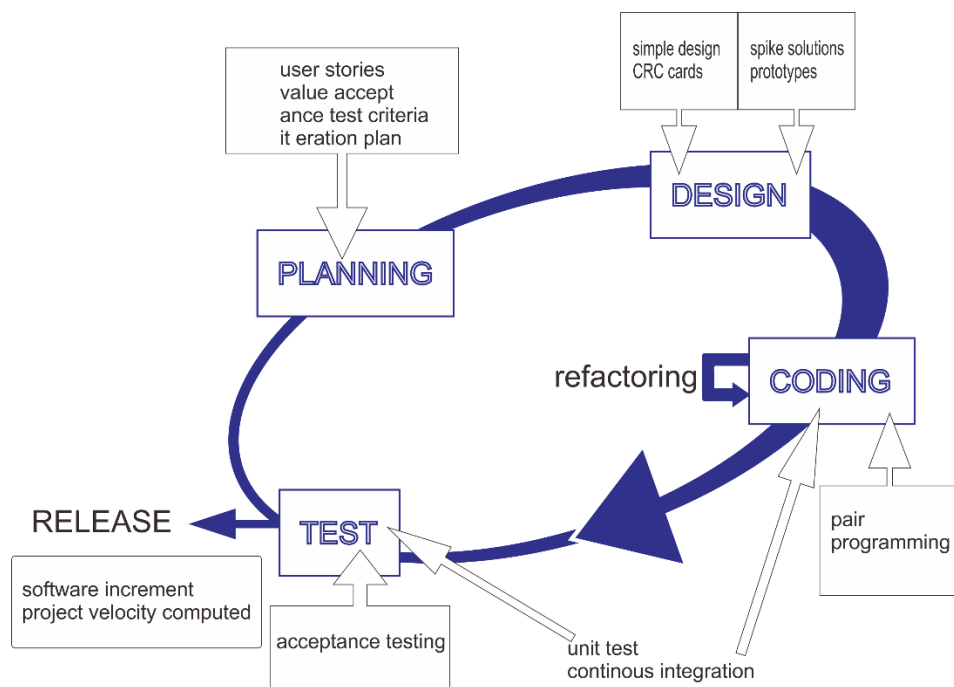 simple design
CRC cards
spike solutions
prototypes
user stories
value accept
ance test criteria
it eration plan
DESIGN
PLANNING
refactoring
CODING
RELEASE
TEST
pair
programming
software increment
project velocity computed
acceptance testing
unit test
continous integration